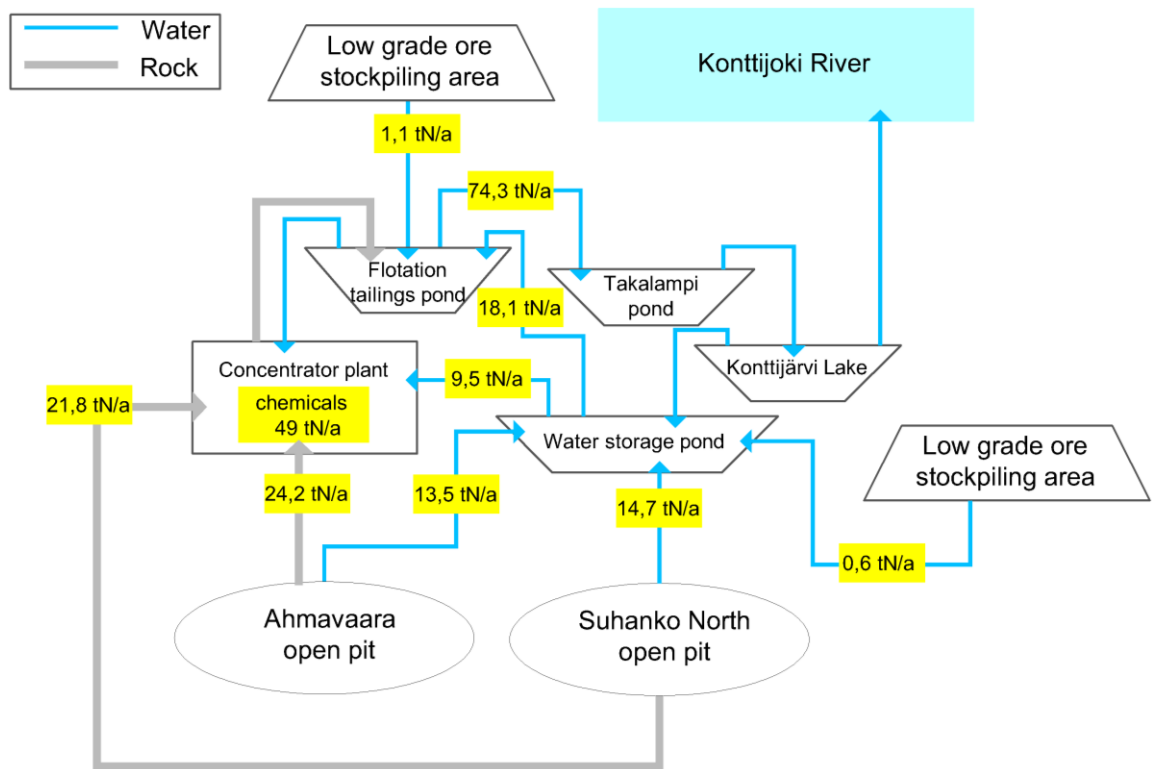 Water
Rock
Low grade ore
stockpiling area
Konttijoki River
1,1 tN/a
74,3 tN/a
Flotation
tailings pond
Takalampi
pond
18,1 tN/a
Concentrator plant
chemicals
49 tN/a
9,5 tN/a
Konttijärvi Lake
21,8 tN/a
Water storage pond
Low grade ore
stockpiling area
24,2 tN/a
13,5 tN/a
14,7 tN/a
0,6 tN/a
Ahmavaara
open pit
Suhanko North
open pit